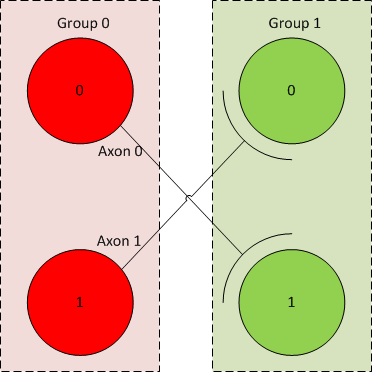 Group 0
Group 1
0
0
Axon 0
Axon 1
1
1